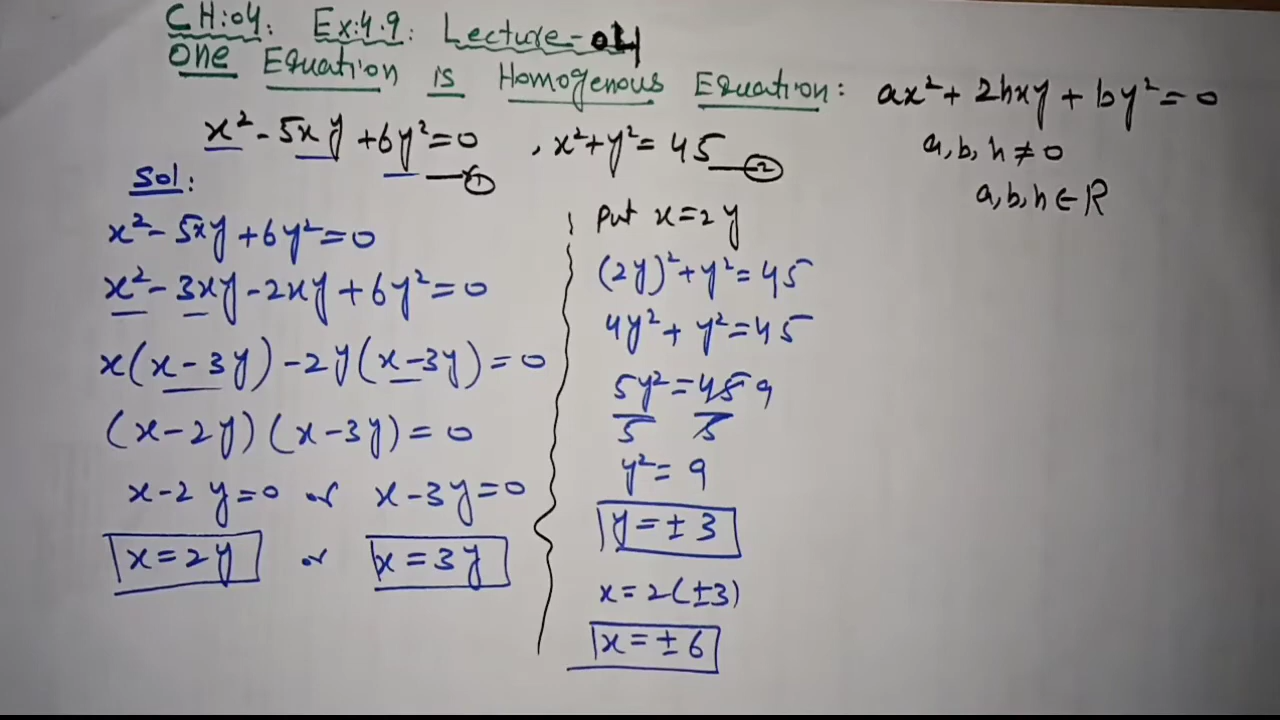 CH:04: Ex:4.9: Lecture-04
One Equation is Homogenous Equation:
ax²+2hxy+by²=0
a,b,h≠0
a,b,h∈R
x²-5xy+6y²=0 —①
, x²+y²=45 —②
Sol:
x²-5xy+6y²=0
x²-3xy-2xy+6y²=0
x(x-3y)-2y(x-3y)=0
(x-2y)(x-3y)=0
x-2y=0 or x-3y=0
x=2y or x=3y
put x=2y
(2y)²+y²=45
4y²+y²=45
5y²/5=45/5 9
y²=9
y=±3
x=2(±3)
x=±6